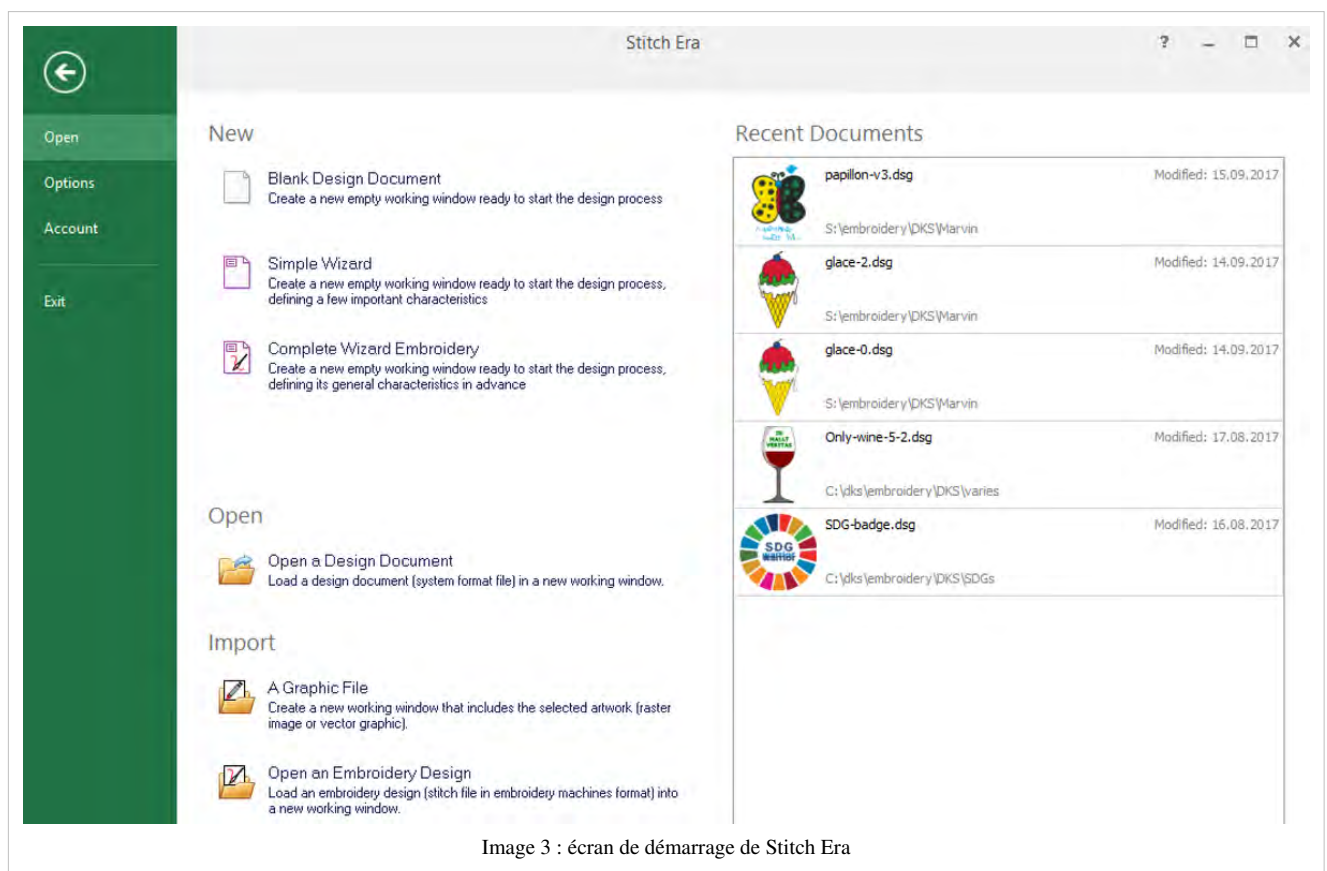 Stitch Era
?
Open
Options
Account
Exit
New
Blank Design Document
Create a new empty working window ready to start the design process
Simple Wizard
Create a new empty working window ready to start the design process,
defining a few important characteristics
Complete Wizard Embroidery
Create a new empty working window ready to start the design process,
defining its general characteristics in advance
Open
Open a Design Document
Load a design document (system format file) in a new working window.
Import
A Graphic File
Create a new working window that includes the selected artwork (raster
image or vector graphic).
Open an Embroidery Design
Load an embroidery design (stitch file in embroidery machines format) into
a new working window.
Recent Documents
papillon-v3.dsg Modified: 15.09.2017
S:\embroidery\DKS\Marvin
glace-2.dsg Modified: 14.09.2017
S:\embroidery\DKS\Marvin
glace-0.dsg Modified: 14.09.2017
S:\embroidery\DKS\Marvin
IN
MALLT
VERITAS
Only-wine-5-2.dsg Modified: 17.08.2017
C:\dks\embroidery\DKS\varies
SDG
warrior
SDG-badge.dsg Modified: 16.08.2017
C:\dks\embroidery\DKS\SDGs
Image 3 : écran de démarrage de Stitch Era